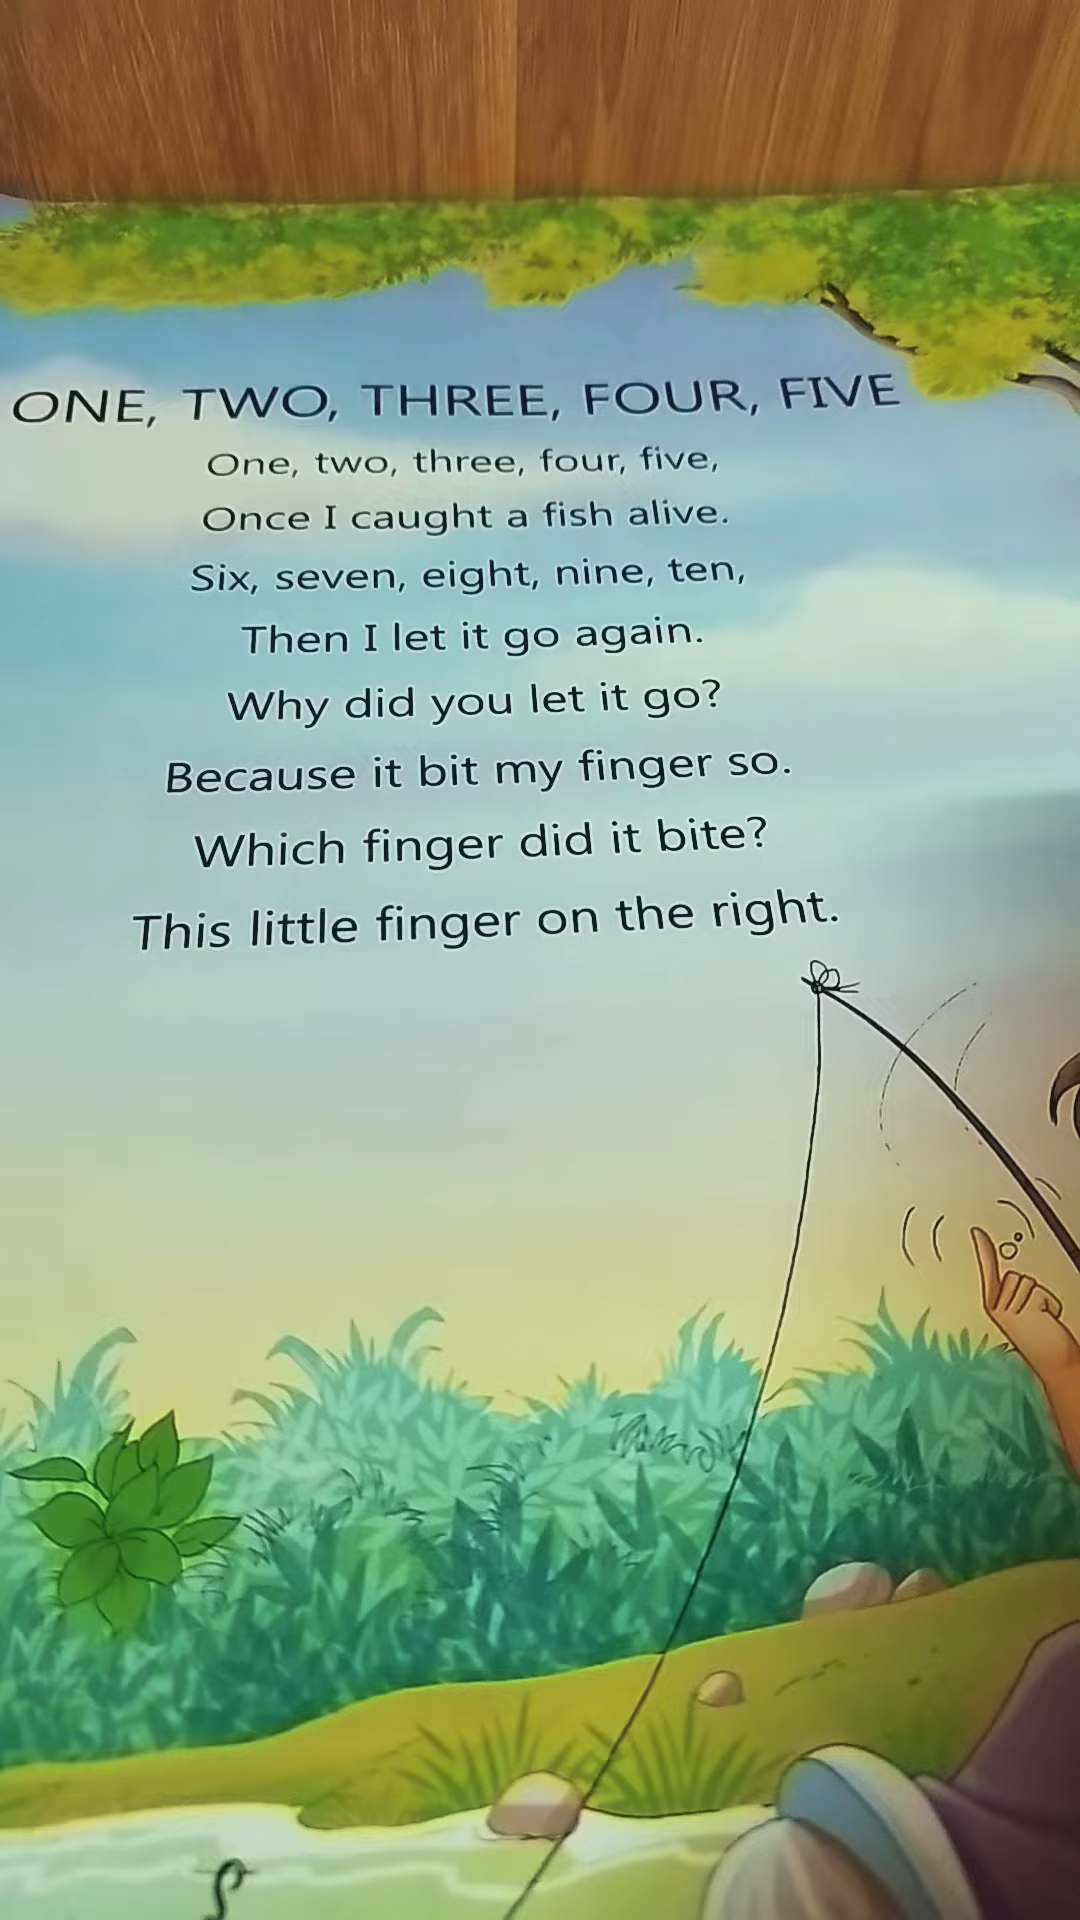 ONE, TWO, THREE, FOUR, FIVE
One, two, three, four, five,
Once I caught a fish alive.
Six, seven, eight, nine, ten,
Then I let it go again.
Why did you let it go?
Because it bit my finger so.
Which finger did it bite?
This little finger on the right.